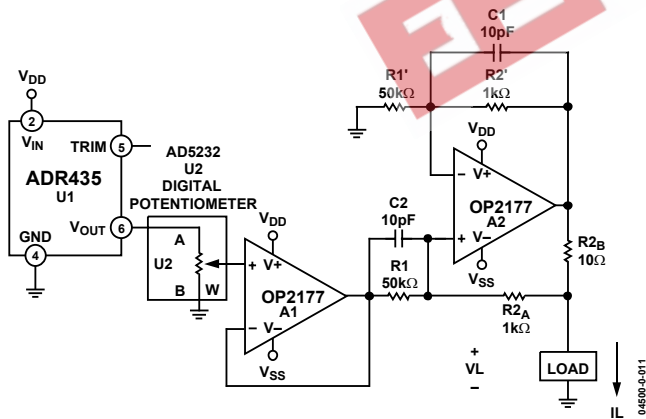 C1
10pF
R1'
50kΩ
R2'
1kΩ
VDD
2
VIN
TRIM
5
ADR435
U1
VOUT
6
GND
4
AD5232
U2
DIGITAL
POTENTIOMETER
A
U2
B
W
VDD
+
V+
OP2177
A1
–
V–
VSS
C2
10pF
R1
50kΩ
VDD
–
V+
OP2177
A2
+
V–
VSS
R2B
10Ω
R2A
1kΩ
+
VL
–
LOAD
IL
04500-0-011